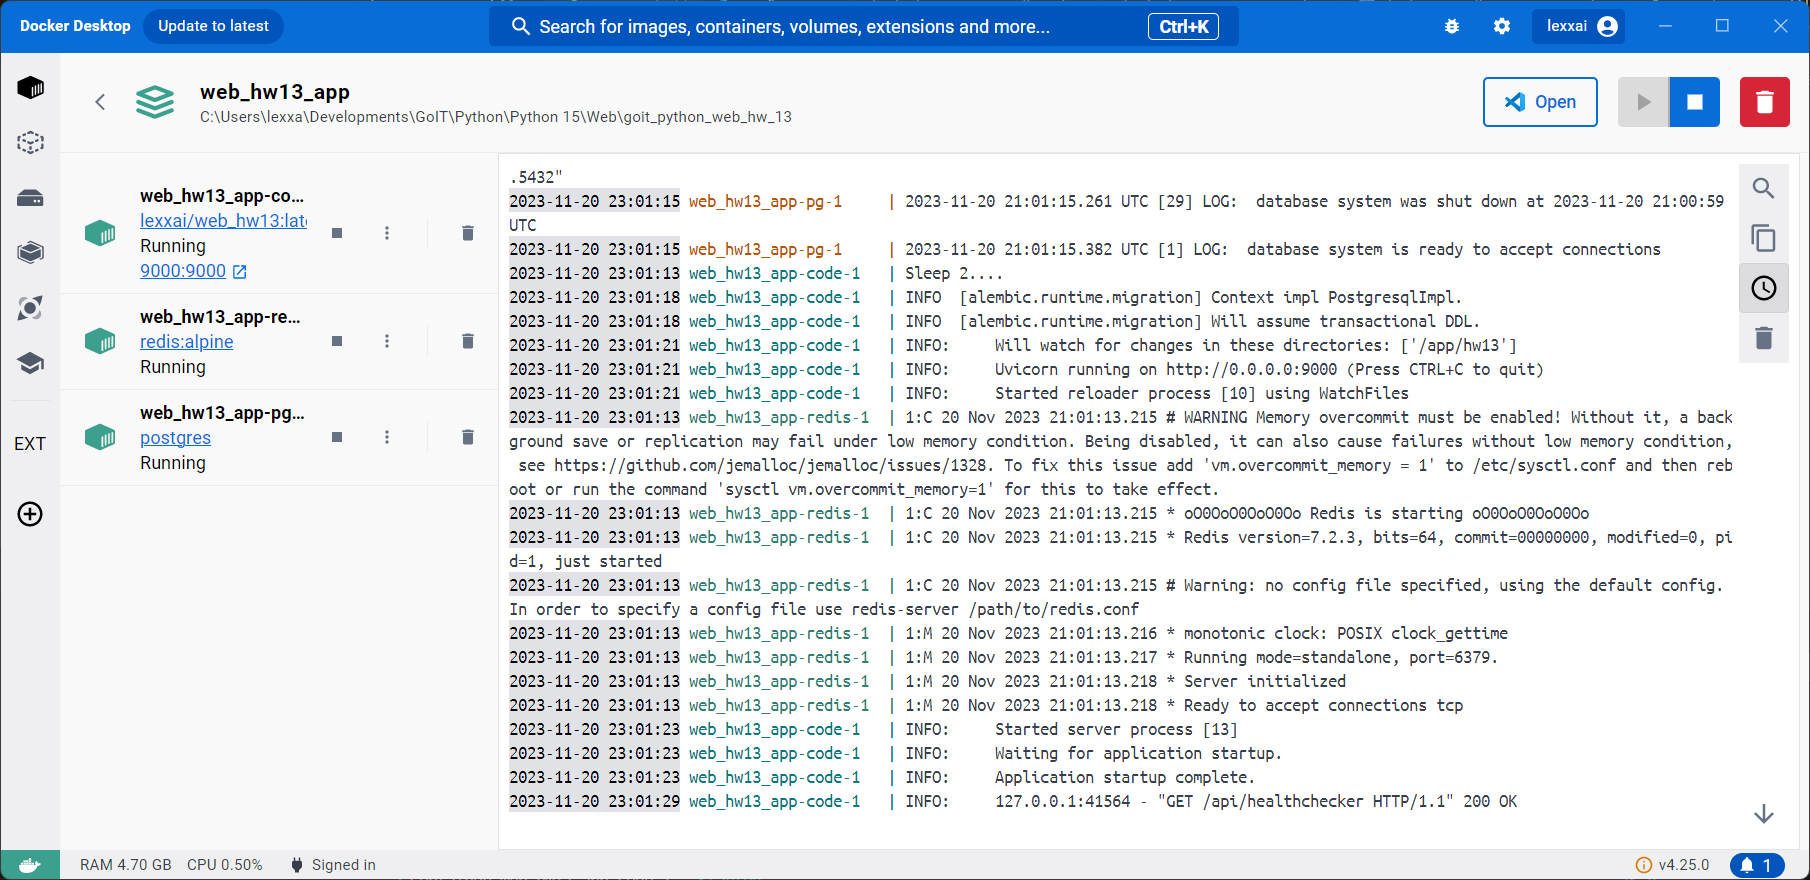 Docker Desktop
Update to latest
Search for images, containers, volumes, extensions and more...
Ctrl+K
lexxai
web_hw13_app
C:\Users\lexxa\Developments\GoIT\Python\Python 15\Web\goit_python_web_hw_13
Open
EXT
web_hw13_app-co...
lexxai/web_hw13:late
Running
9000:9000
web_hw13_app-re...
redis:alpine
Running
web_hw13_app-pg...
postgres
Running
.5432"
2023-11-20 23:01:15 web_hw13_app-pg-1     | 2023-11-20 21:01:15.261 UTC [29] LOG:  database system was shut down at 2023-11-20 21:00:59
UTC
2023-11-20 23:01:15 web_hw13_app-pg-1     | 2023-11-20 21:01:15.382 UTC [1] LOG:  database system is ready to accept connections
2023-11-20 23:01:13 web_hw13_app-code-1   | Sleep 2....
2023-11-20 23:01:18 web_hw13_app-code-1   | INFO  [alembic.runtime.migration] Context impl PostgresqlImpl.
2023-11-20 23:01:18 web_hw13_app-code-1   | INFO  [alembic.runtime.migration] Will assume transactional DDL.
2023-11-20 23:01:21 web_hw13_app-code-1   | INFO:     Will watch for changes in these directories: ['/app/hw13']
2023-11-20 23:01:21 web_hw13_app-code-1   | INFO:     Uvicorn running on http://0.0.0.0:9000 (Press CTRL+C to quit)
2023-11-20 23:01:21 web_hw13_app-code-1   | INFO:     Started reloader process [10] using WatchFiles
2023-11-20 23:01:13 web_hw13_app-redis-1  | 1:C 20 Nov 2023 21:01:13.215 # WARNING Memory overcommit must be enabled! Without it, a back
ground save or replication may fail under low memory condition. Being disabled, it can also cause failures without low memory condition,
see https://github.com/jemalloc/jemalloc/issues/1328. To fix this issue add 'vm.overcommit_memory = 1' to /etc/sysctl.conf and then reb
oot or run the command 'sysctl vm.overcommit_memory=1' for this to take effect.
2023-11-20 23:01:13 web_hw13_app-redis-1  | 1:C 20 Nov 2023 21:01:13.215 * oO0OoO0OoO0Oo Redis is starting oO0OoO0OoO0Oo
2023-11-20 23:01:13 web_hw13_app-redis-1  | 1:C 20 Nov 2023 21:01:13.215 * Redis version=7.2.3, bits=64, commit=00000000, modified=0, pi
d=1, just started
2023-11-20 23:01:13 web_hw13_app-redis-1  | 1:C 20 Nov 2023 21:01:13.215 # Warning: no config file specified, using the default config.
In order to specify a config file use redis-server /path/to/redis.conf
2023-11-20 23:01:13 web_hw13_app-redis-1  | 1:M 20 Nov 2023 21:01:13.216 * monotonic clock: POSIX clock_gettime
2023-11-20 23:01:13 web_hw13_app-redis-1  | 1:M 20 Nov 2023 21:01:13.217 * Running mode=standalone, port=6379.
2023-11-20 23:01:13 web_hw13_app-redis-1  | 1:M 20 Nov 2023 21:01:13.218 * Server initialized
2023-11-20 23:01:13 web_hw13_app-redis-1  | 1:M 20 Nov 2023 21:01:13.218 * Ready to accept connections tcp
2023-11-20 23:01:23 web_hw13_app-code-1   | INFO:     Started server process [13]
2023-11-20 23:01:23 web_hw13_app-code-1   | INFO:     Waiting for application startup.
2023-11-20 23:01:23 web_hw13_app-code-1   | INFO:     Application startup complete.
2023-11-20 23:01:29 web_hw13_app-code-1   | INFO:     127.0.0.1:41564 - "GET /api/healthchecker HTTP/1.1" 200 OK
RAM 4.70 GB
CPU 0.50%
Signed in
v4.25.0
1